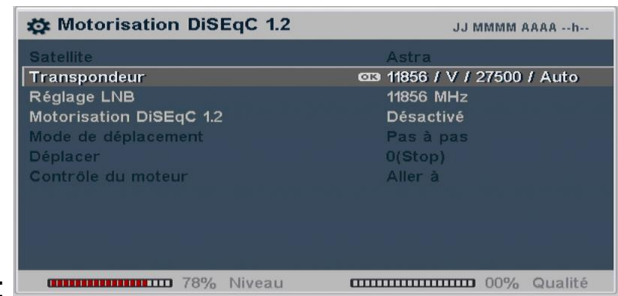 Motorisation DiSEqC 1.2 JJ MMMM AAAA --h--
Satellite Astra
Transpondeur OK 11856 / V / 27500 / Auto
Réglage LNB 11856 MHz
Motorisation DiSEqC 1.2 Désactivé
Mode de déplacement Pas à pas
Déplacer 0(Stop)
Contrôle du moteur Aller à
78% Niveau 00% Qualité